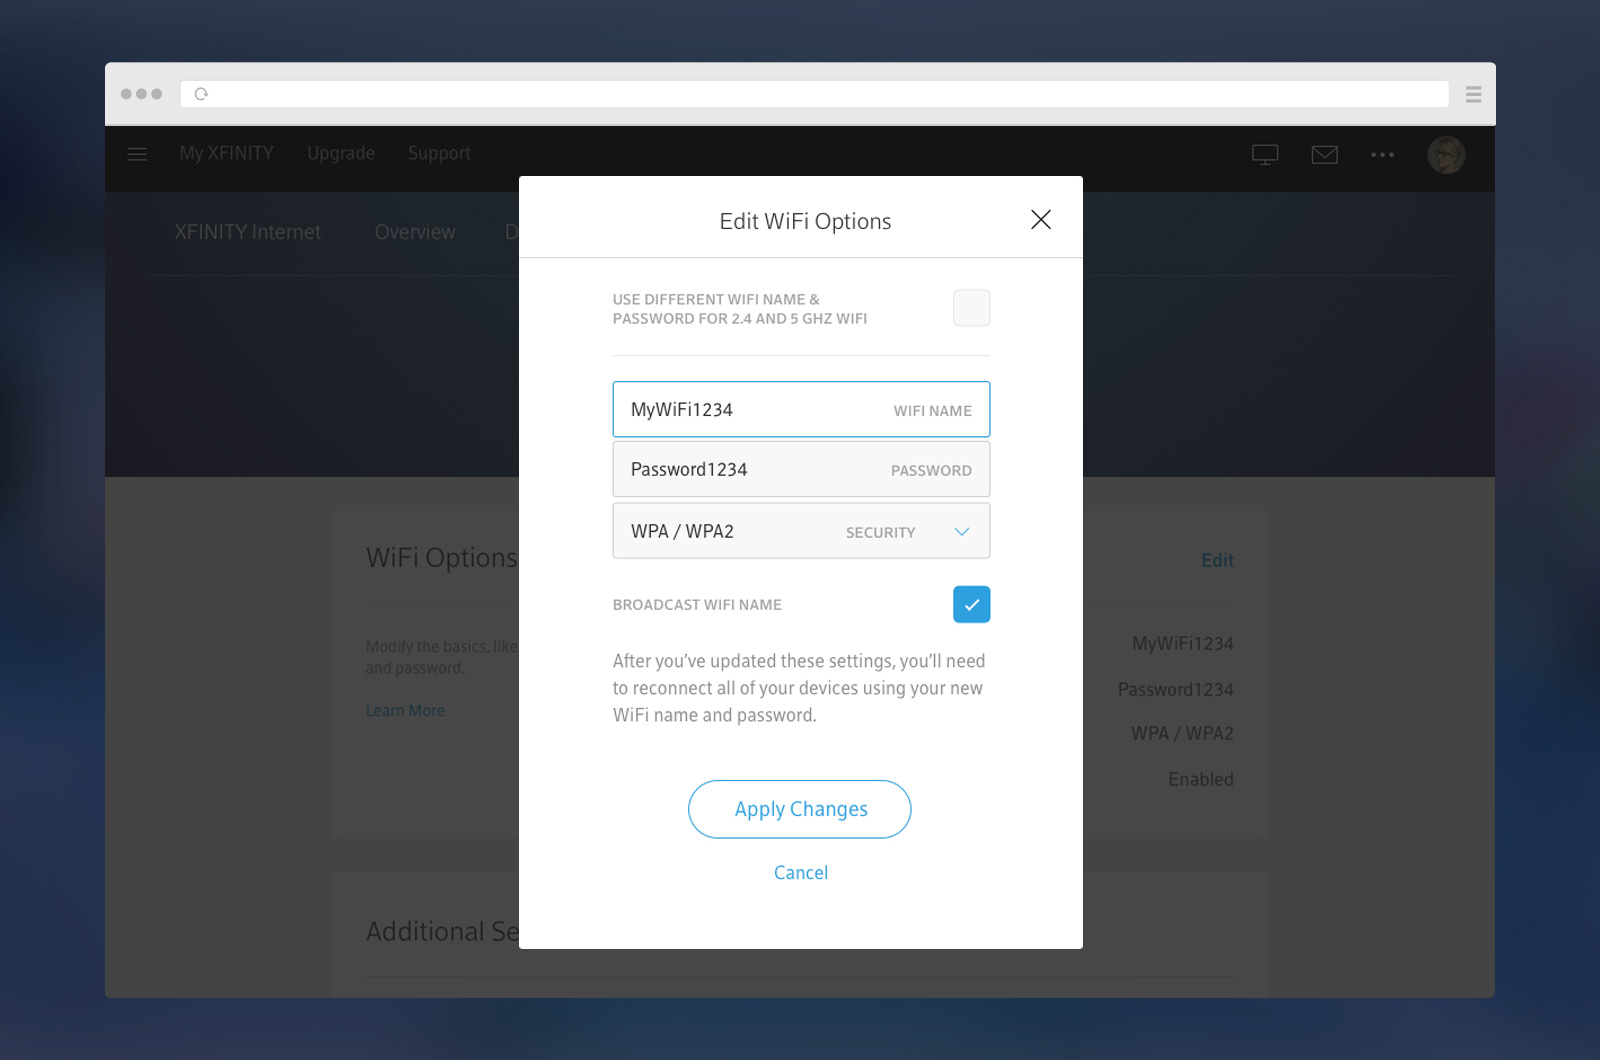 My XFINITY Upgrade Support
XFINITY Internet Overview
Edit WiFi Options
USE DIFFERENT WIFI NAME &
PASSWORD FOR 2.4 AND 5 GHZ WIFI
MyWiFi1234 WIFI NAME
Password1234 PASSWORD
WPA / WPA2 SECURITY
BROADCAST WIFI NAME
After you've updated these settings, you'll need
to reconnect all of your devices using your new
WiFi name and password.
Apply Changes
Cancel
WiFi Options
Edit
Modify the basics, like
and password.
Learn More
MyWiFi1234
Password1234
WPA / WPA2
Enabled
Additional